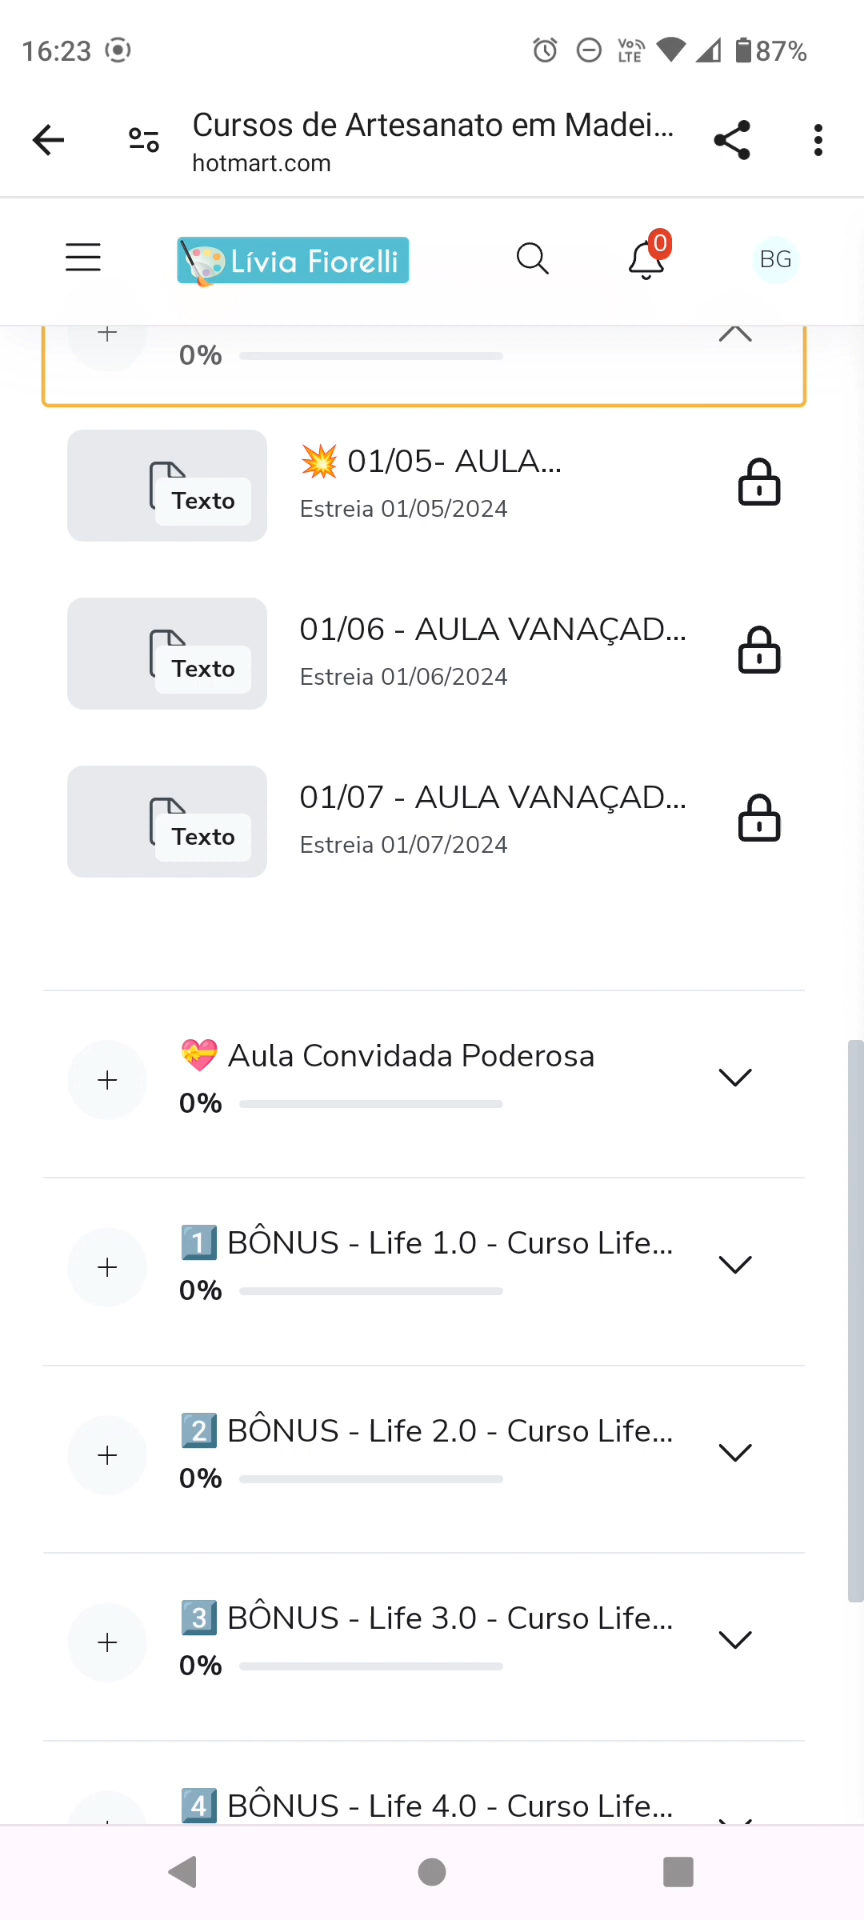 16:23
Vo) LTE
87%
Cursos de Artesanato em Madei...
hotmart.com
Lívia Fiorelli
0
BG
0%
💥 01/05- AULA...
Texto
Estreia 01/05/2024
01/06 - AULA VANAÇAD...
Texto
Estreia 01/06/2024
01/07 - AULA VANAÇAD...
Texto
Estreia 01/07/2024
💝 Aula Convidada Poderosa
0%
1️⃣ BÔNUS - Life 1.0 - Curso Life...
0%
2️⃣ BÔNUS - Life 2.0 - Curso Life...
0%
3️⃣ BÔNUS - Life 3.0 - Curso Life...
0%
4️⃣ BÔNUS - Life 4.0 - Curso Life...